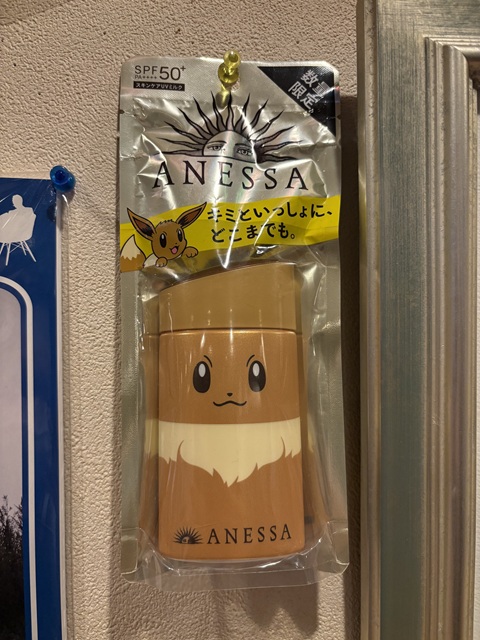 SPF50+
PA++++
スキンケアUVミルク
数量
限定
ANESSA
キミといっしょに、
どこまでも。
ANESSA